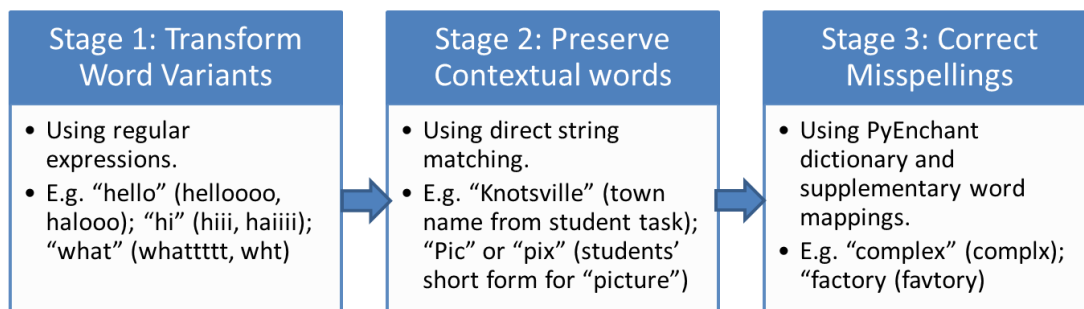 Stage 1: Transform
Word Variants
• Using regular
expressions.
• E.g. “hello” (helloooo,
halooo); “hi” (hiii, haiiii);
“what” (whattttt, wht)
Stage 2: Preserve
Contextual words
• Using direct string
matching.
• E.g. “Knotsville” (town
name from student task);
“Pic” or “pix” (students’
short form for “picture”)
Stage 3: Correct
Misspellings
• Using PyEnchant
dictionary and
supplementary word
mappings.
• E.g. “complex” (complx);
“factory (favtory)